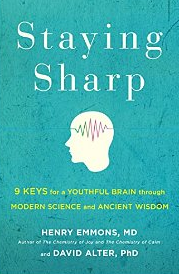 Staying
Sharp
9 KEYS for a YOUTHFUL BRAIN through
MODERN SCIENCE and ANCIENT WISDOM
HENRY EMMONS, MD
Author of The Chemistry of Joy and The Chemistry of Calm
and DAVID ALTER, PhD